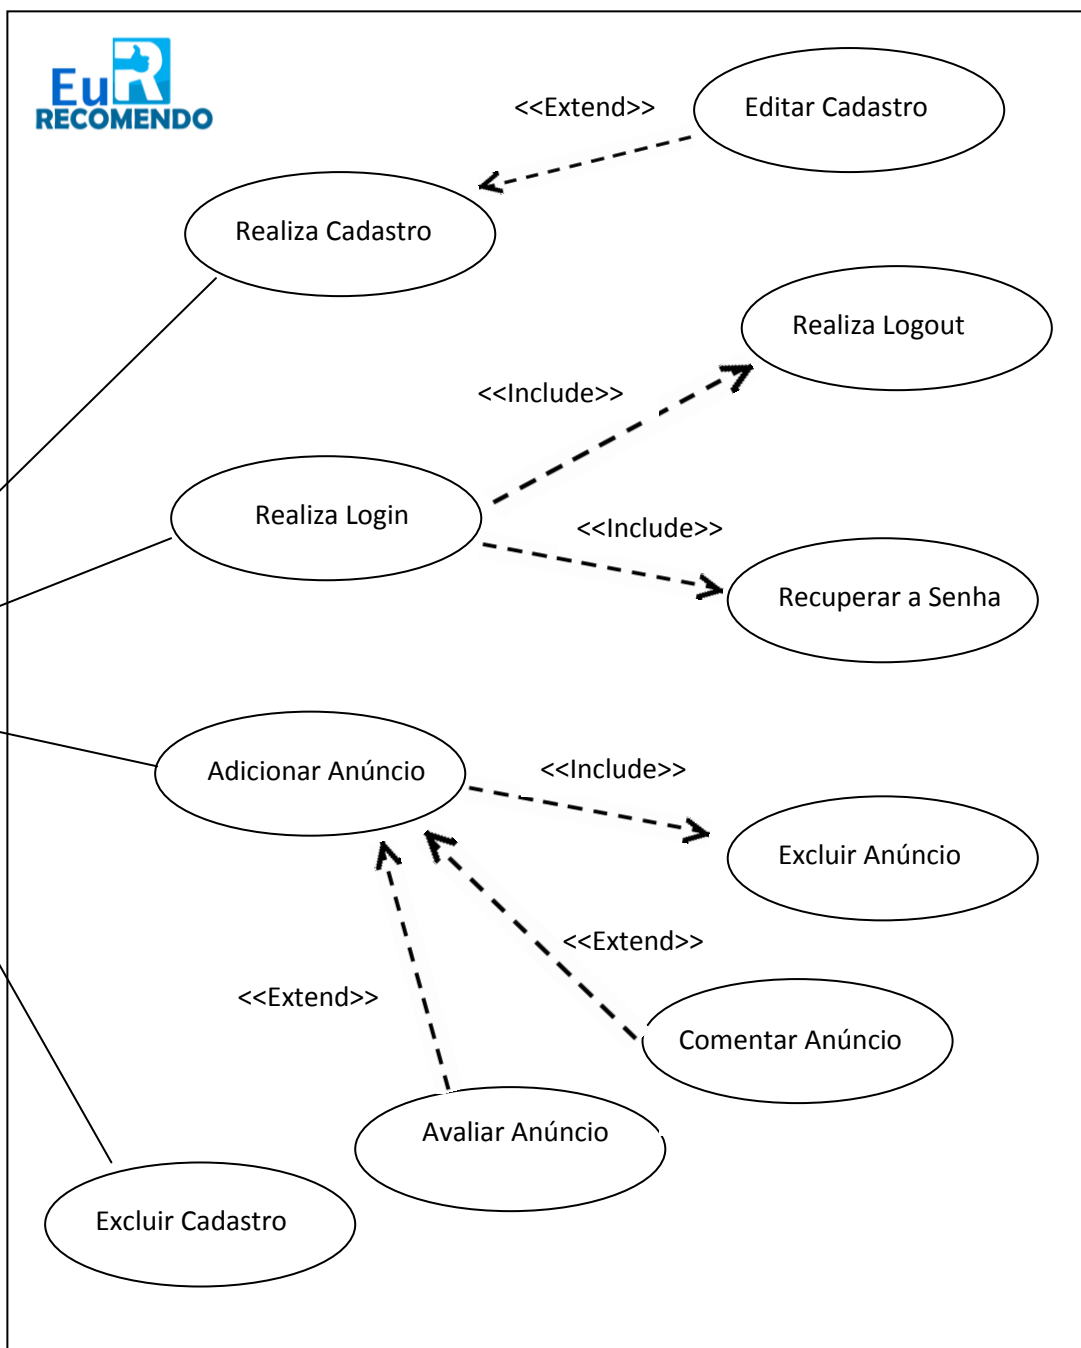 Eu R
RECOMENDO
<<Extend>>
Editar Cadastro
Realiza Cadastro
Realiza Logout
<<Include>>
Realiza Login
<<Include>>
Recuperar a Senha
Adicionar Anúncio
<<Include>>
Excluir Anúncio
<<Extend>>
<<Extend>>
Comentar Anúncio
Avaliar Anúncio
Excluir Cadastro